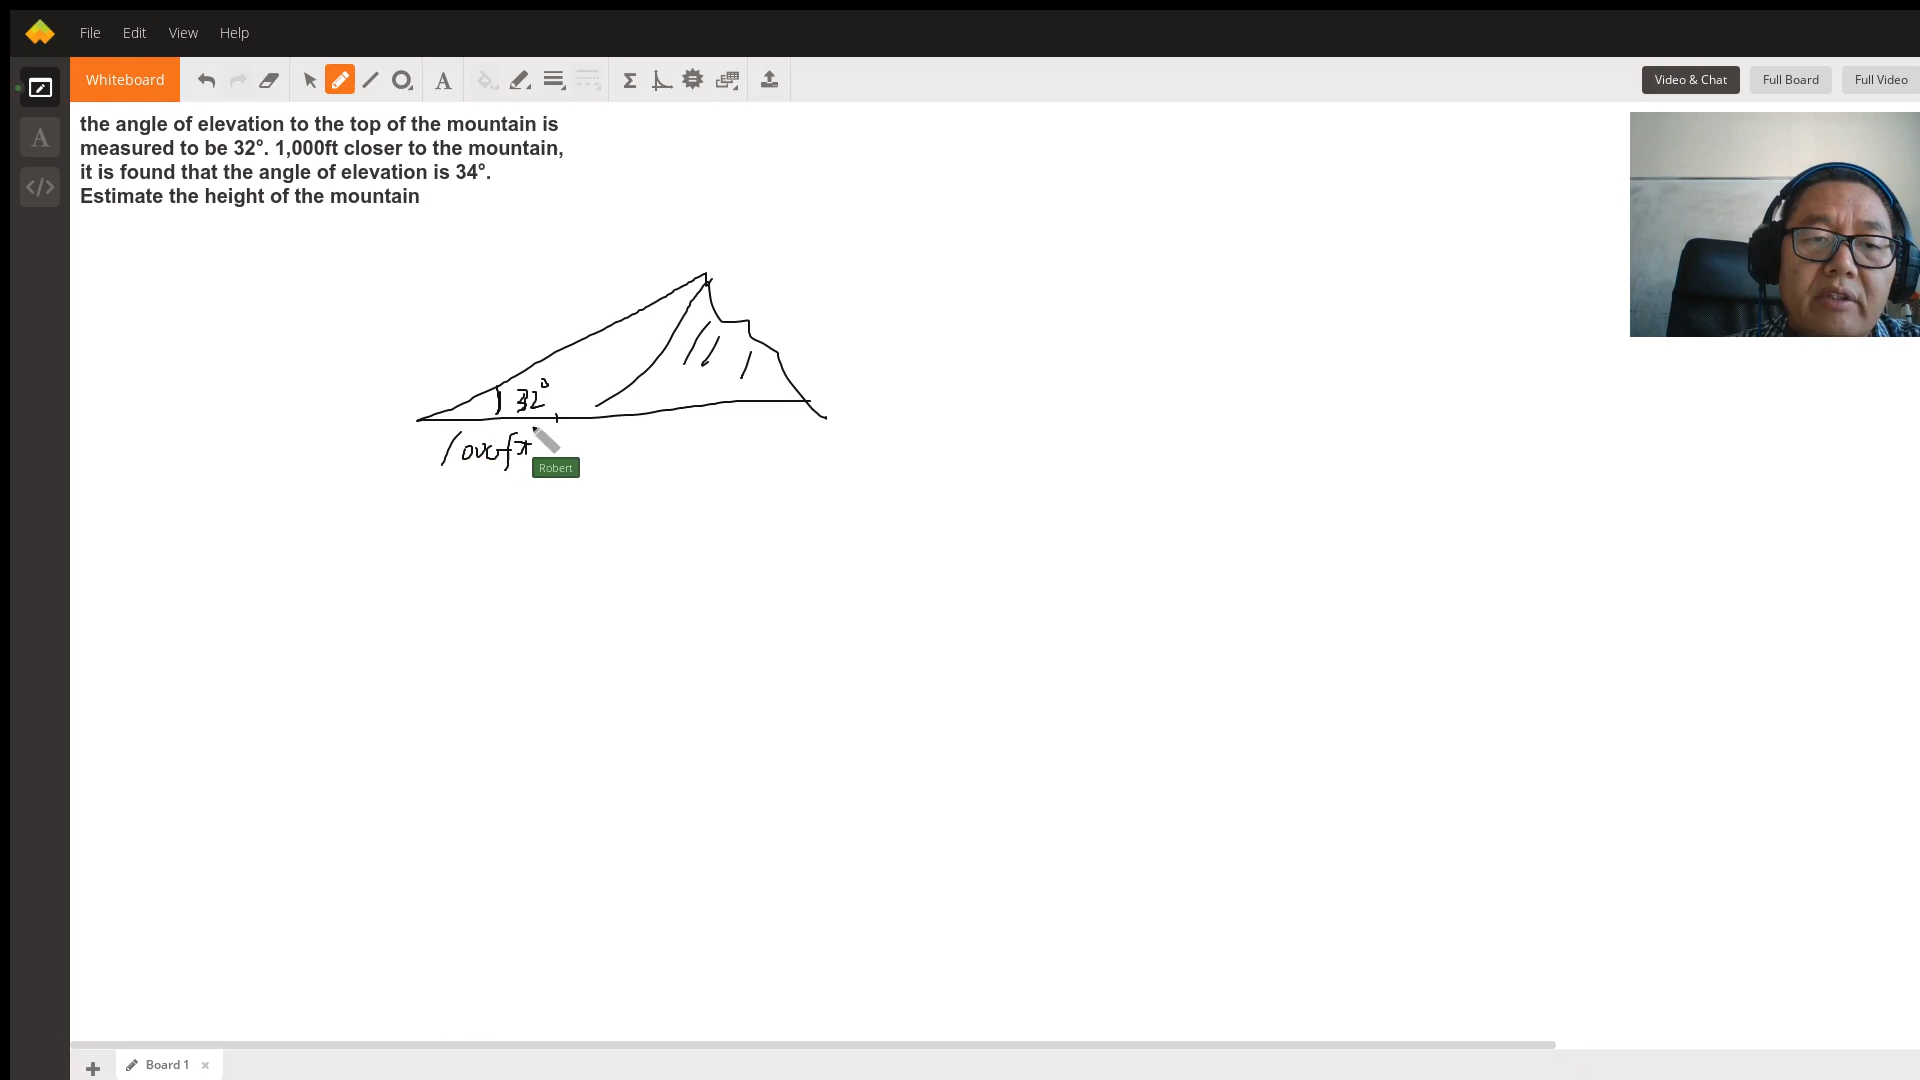 File Edit View Help
Whiteboard
Video & Chat Full Board Full Video
the angle of elevation to the top of the mountain is
measured to be 32°. 1,000ft closer to the mountain,
it is found that the angle of elevation is 34°.
Estimate the height of the mountain
32°
1000ft
Robert
Board 1